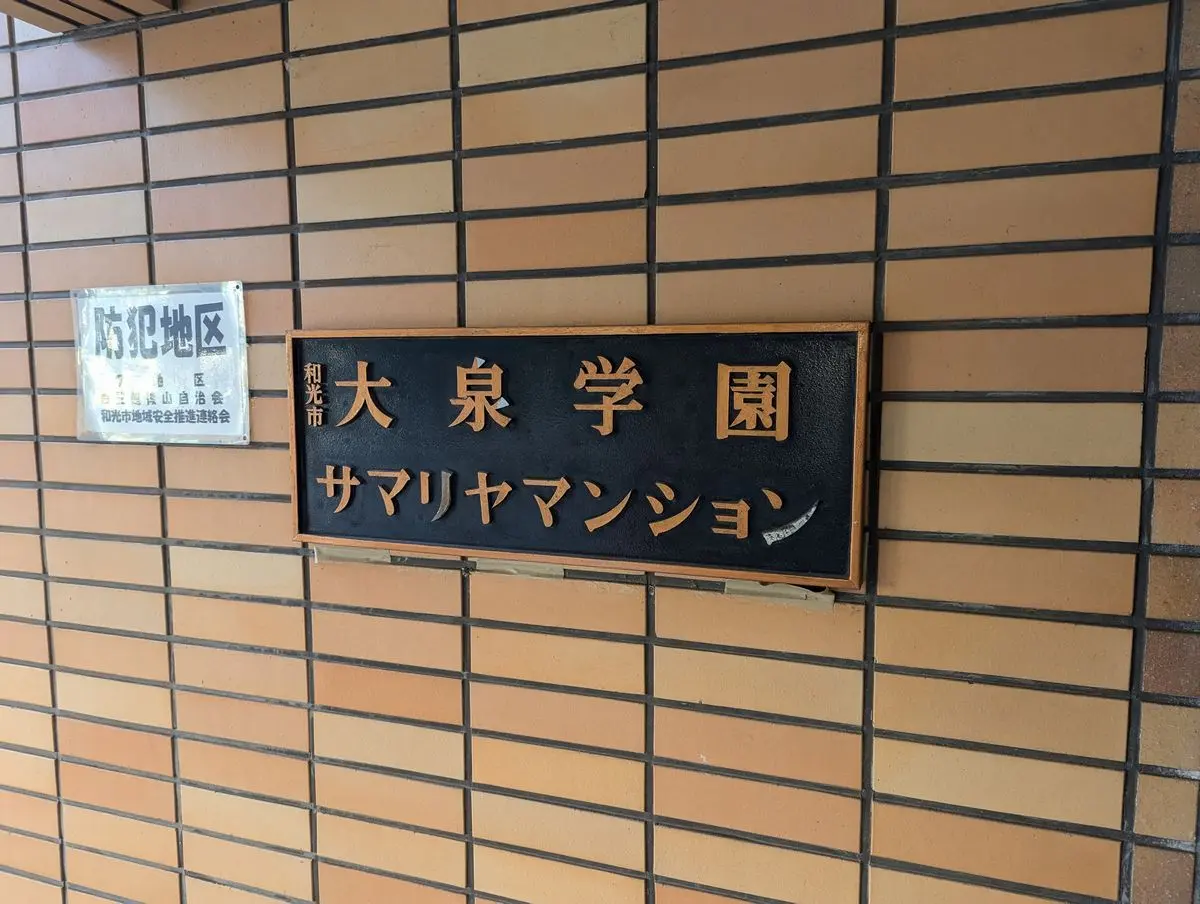 防犯地区
和光市地域安全推進連絡会
和光市
大泉学園
サマリヤマンション